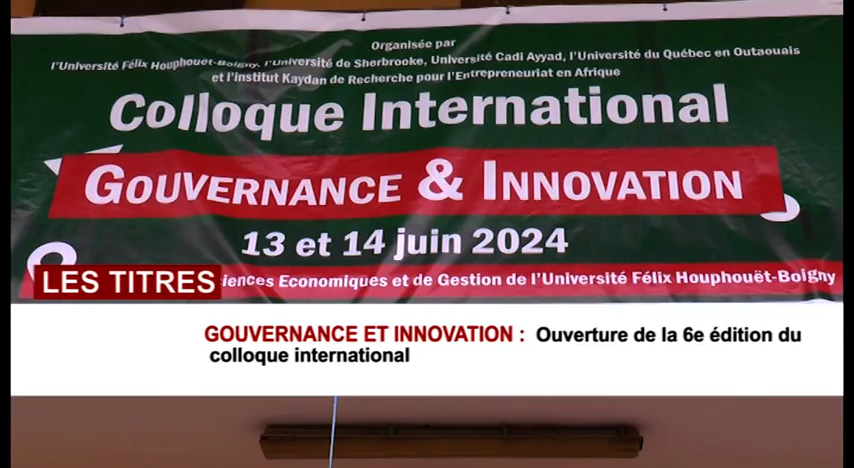 Organisée par
l'Université Félix Houphouët-Boigny, l'Université de Sherbrooke, Université Cadi Ayyad, l'Université du Québec en Outaouais
et l'Institut Kaydan de Recherche pour l'Entrepreneuriat en Afrique
Colloque International
GOUVERNANCE & INNOVATION
13 et 14 juin 2024
LES TITRES
Economiques et de Gestion de l'Université Félix Houphouët-Boigny
GOUVERNANCE ET INNOVATION : Ouverture de la 6e édition du
colloque international